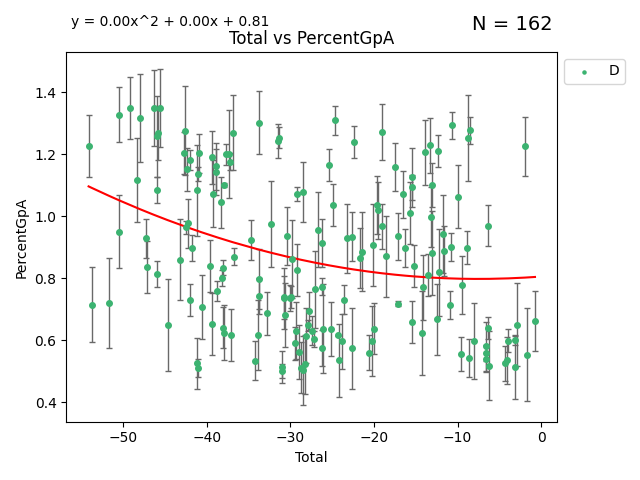 y = 0.00x^2 + 0.00x + 0.81
N = 162
Total vs PercentGpA
D
PercentGpA
1.4
1.2
1.0
0.8
0.6
0.4
−50
−40
−30
−20
−10
0
Total